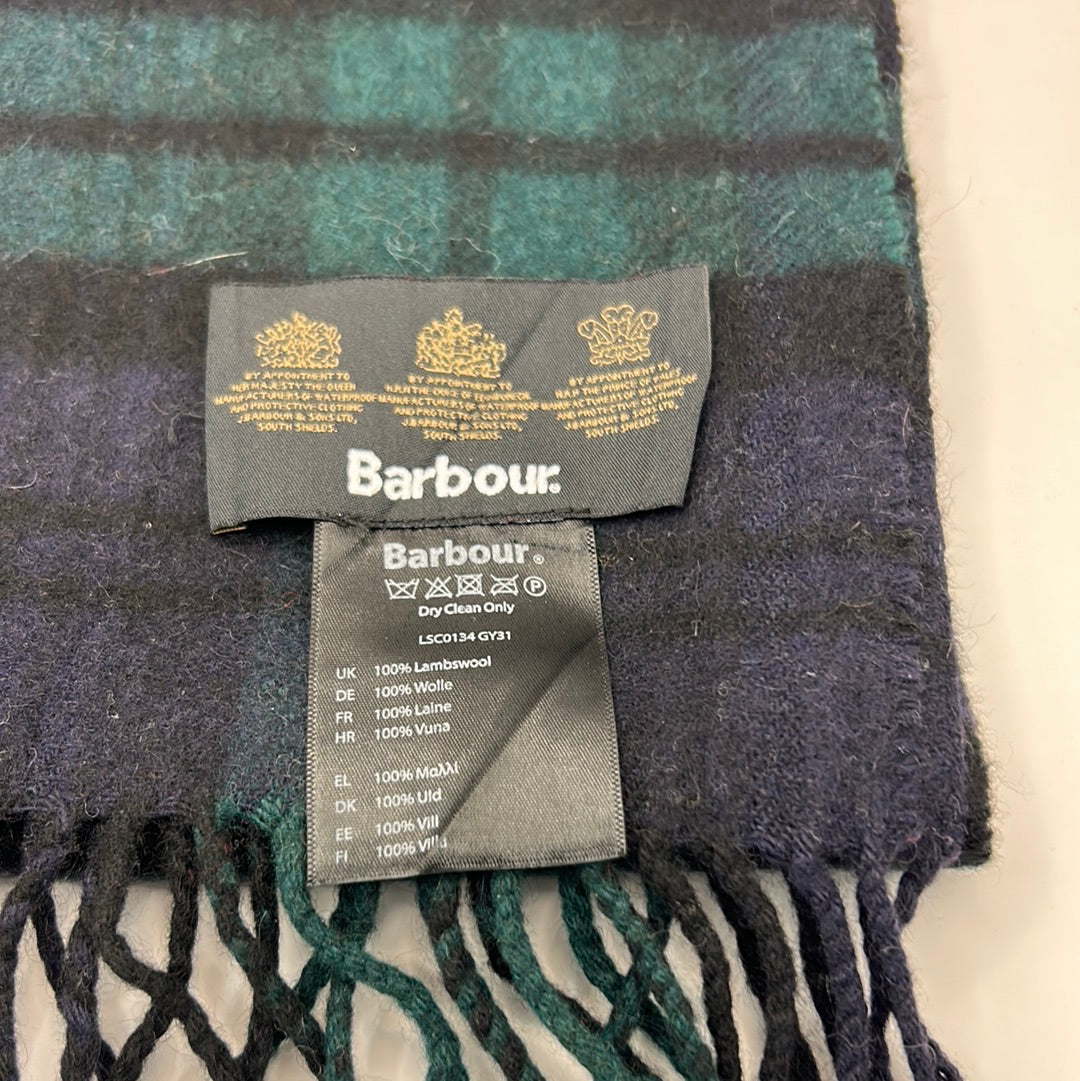 BY APPOINTMENT TO
HER MAJESTY THE QUEEN
MANUFACTURERS OF WATERPROOF
AND PROTECTIVE CLOTHING
J.BARBOUR & SONS LTD,
SOUTH SHIELDS.
BY APPOINTMENT TO
H.R.H THE DUKE OF EDINBURGH
MANUFACTURERS OF WATERPROOF
AND PROTECTIVE CLOTHING
J.BARBOUR & SONS LTD,
SOUTH SHIELDS.
BY APPOINTMENT TO
H.R.H THE PRINCE OF WALES
MANUFACTURERS OF WATERPROOF
AND PROTECTIVE CLOTHING
J.BARBOUR & SONS LTD,
SOUTH SHIELDS.
Barbour®
Barbour®
P
Dry Clean Only
LSC0134 GY31
UK 100% Lambswool
DE 100% Wolle
FR 100% Laine
HR 100% Vuna
EL 100% Μαλλί
DK 100% Uld
EE 100% Vill
FI 100% Villa